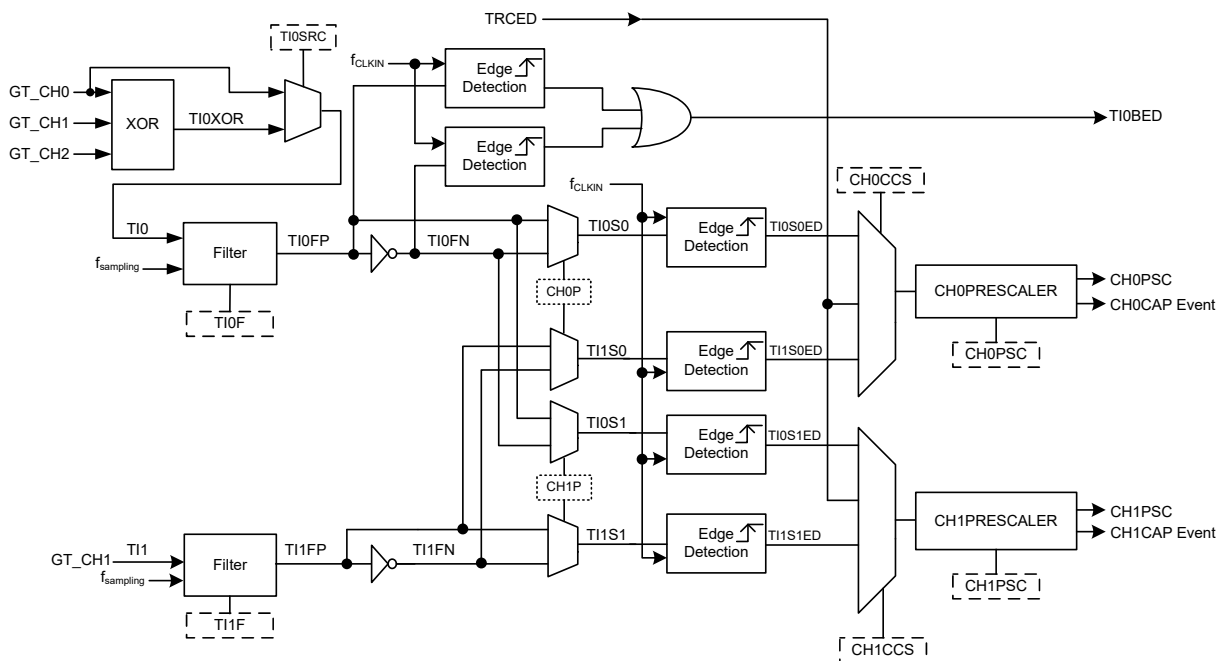 TRCED
TI0SRC
fCLKIN
Edge
Detection
GT_CH0
GT_CH1
GT_CH2
XOR
TI0XOR
TI0BED
Edge
Detection
fCLKIN
CH0CCS
TI0
fsampling
Filter
TI0FP
TI0FN
TI0S0
Edge
Detection
TI0S0ED
CH0P
CH0PRESCALER
CH0PSC
CH0CAP Event
TI0F
TI1S0
Edge
Detection
TI1S0ED
CH0PSC
TI0S1
Edge
Detection
TI0S1ED
CH1P
CH1PRESCALER
CH1PSC
CH1CAP Event
GT_CH1
TI1
fsampling
Filter
TI1FP
TI1FN
TI1S1
Edge
Detection
TI1S1ED
CH1PSC
TI1F
CH1CCS